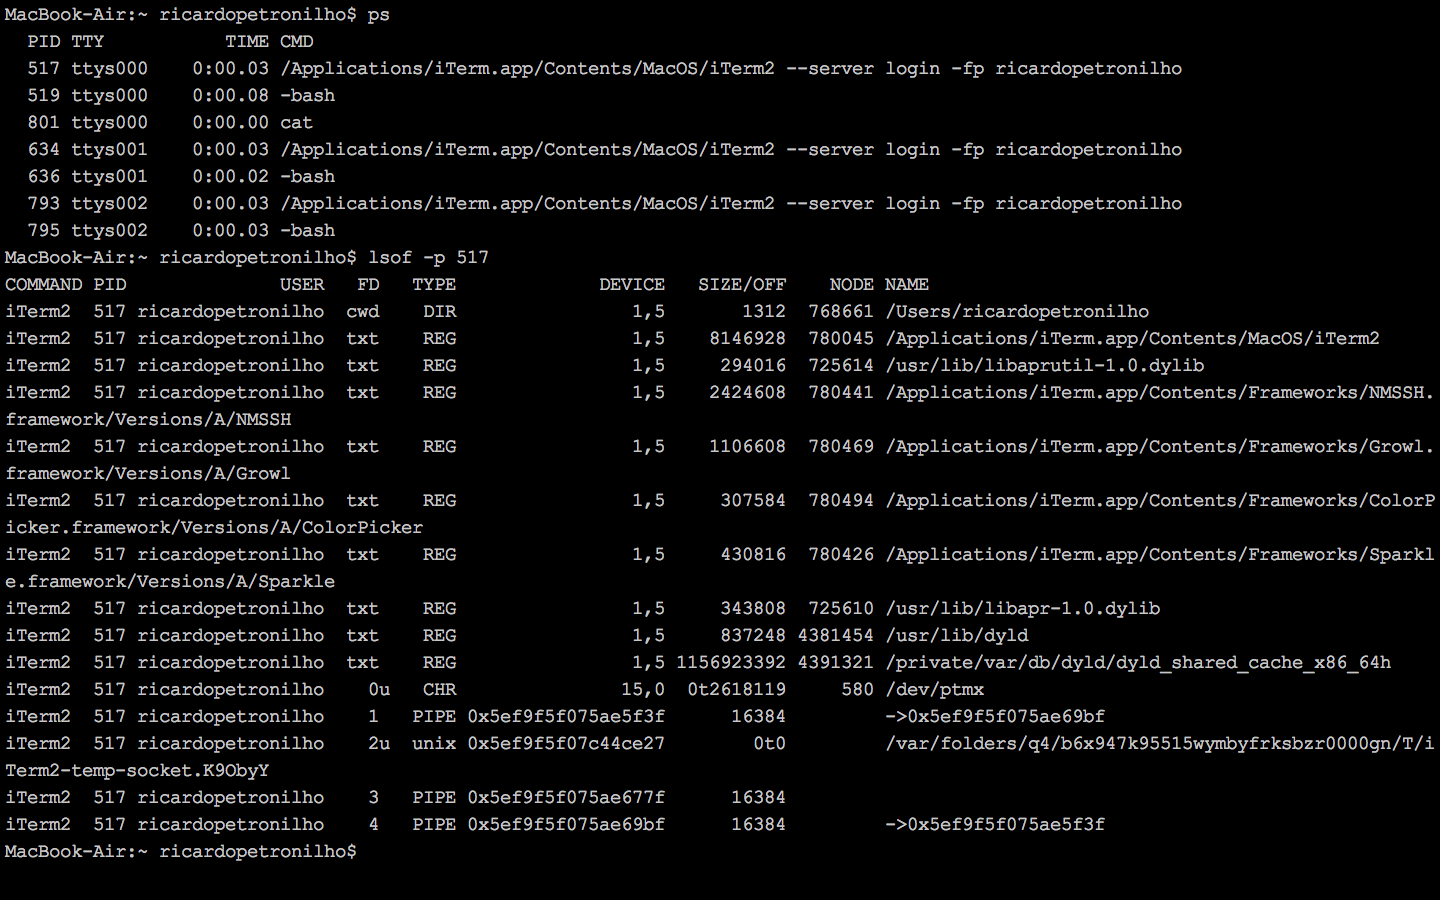 MacBook-Air:~ ricardopetronilho$ ps
  PID TTY           TIME CMD
  517 ttys000    0:00.03 /Applications/iTerm.app/Contents/MacOS/iTerm2 --server login -fp ricardopetronilho
  519 ttys000    0:00.08 -bash
  801 ttys000    0:00.00 cat
  634 ttys001    0:00.03 /Applications/iTerm.app/Contents/MacOS/iTerm2 --server login -fp ricardopetronilho
  636 ttys001    0:00.02 -bash
  793 ttys002    0:00.03 /Applications/iTerm.app/Contents/MacOS/iTerm2 --server login -fp ricardopetronilho
  795 ttys002    0:00.03 -bash
MacBook-Air:~ ricardopetronilho$ lsof -p 517
COMMAND PID              USER   FD   TYPE             DEVICE   SIZE/OFF    NODE NAME
iTerm2  517 ricardopetronilho  cwd    DIR                1,5       1312  768661 /Users/ricardopetronilho
iTerm2  517 ricardopetronilho  txt    REG                1,5    8146928  780045 /Applications/iTerm.app/Contents/MacOS/iTerm2
iTerm2  517 ricardopetronilho  txt    REG                1,5     294016  725614 /usr/lib/libaprutil-1.0.dylib
iTerm2  517 ricardopetronilho  txt    REG                1,5    2424608  780441 /Applications/iTerm.app/Contents/Frameworks/NMSSH.
framework/Versions/A/NMSSH
iTerm2  517 ricardopetronilho  txt    REG                1,5    1106608  780469 /Applications/iTerm.app/Contents/Frameworks/Growl.
framework/Versions/A/Growl
iTerm2  517 ricardopetronilho  txt    REG                1,5     307584  780494 /Applications/iTerm.app/Contents/Frameworks/ColorP
icker.framework/Versions/A/ColorPicker
iTerm2  517 ricardopetronilho  txt    REG                1,5     430816  780426 /Applications/iTerm.app/Contents/Frameworks/Sparkl
e.framework/Versions/A/Sparkle
iTerm2  517 ricardopetronilho  txt    REG                1,5     343808  725610 /usr/lib/libapr-1.0.dylib
iTerm2  517 ricardopetronilho  txt    REG                1,5     837248 4381454 /usr/lib/dyld
iTerm2  517 ricardopetronilho  txt    REG                1,5 1156923392 4391321 /private/var/db/dyld/dyld_shared_cache_x86_64h
iTerm2  517 ricardopetronilho    0u   CHR               15,0  0t2618119     580 /dev/ptmx
iTerm2  517 ricardopetronilho    1   PIPE 0x5ef9f5f075ae5f3f      16384         ->0x5ef9f5f075ae69bf
iTerm2  517 ricardopetronilho    2u  unix 0x5ef9f5f07c44ce27        0t0         /var/folders/q4/b6x947k95515wymbyfrksbzr0000gn/T/i
Term2-temp-socket.K9ObyY
iTerm2  517 ricardopetronilho    3   PIPE 0x5ef9f5f075ae677f      16384
iTerm2  517 ricardopetronilho    4   PIPE 0x5ef9f5f075ae69bf      16384         ->0x5ef9f5f075ae5f3f
MacBook-Air:~ ricardopetronilho$